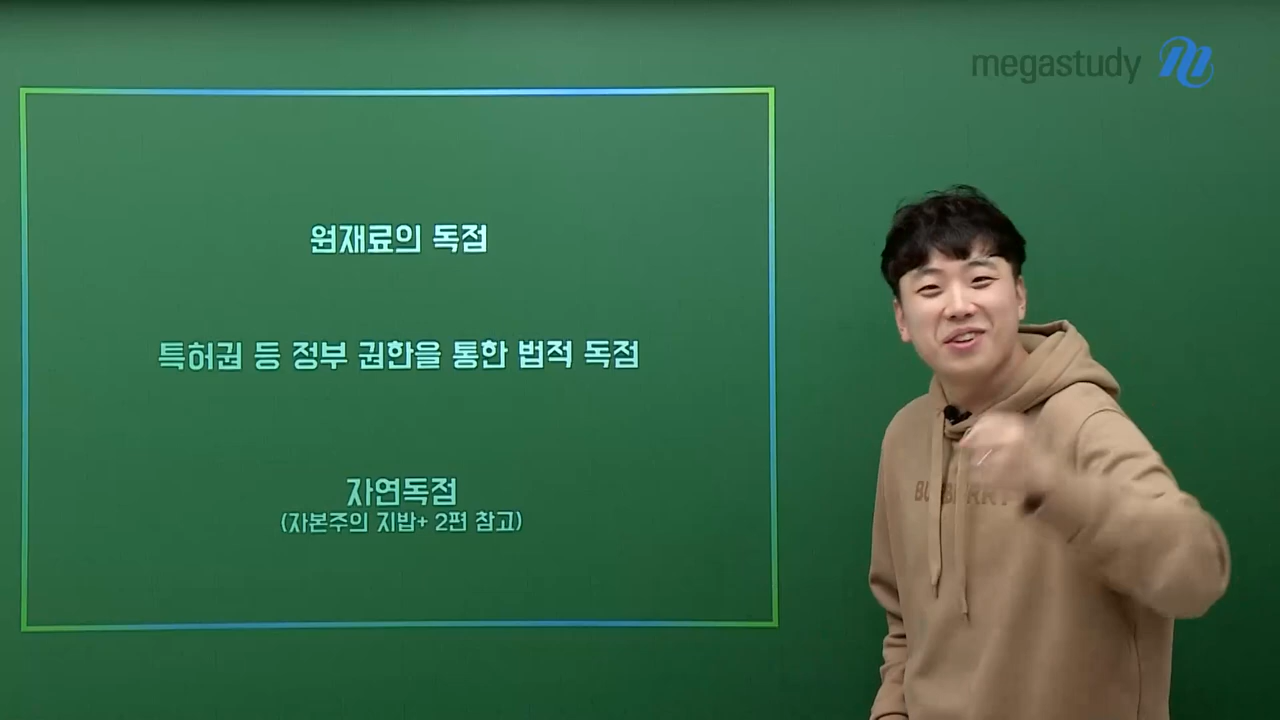 megastudy
원재료의 독점
특허권 등 정부 권한을 통한 법적 독점
자연독점
(자본주의 지밥+ 2편 참고)